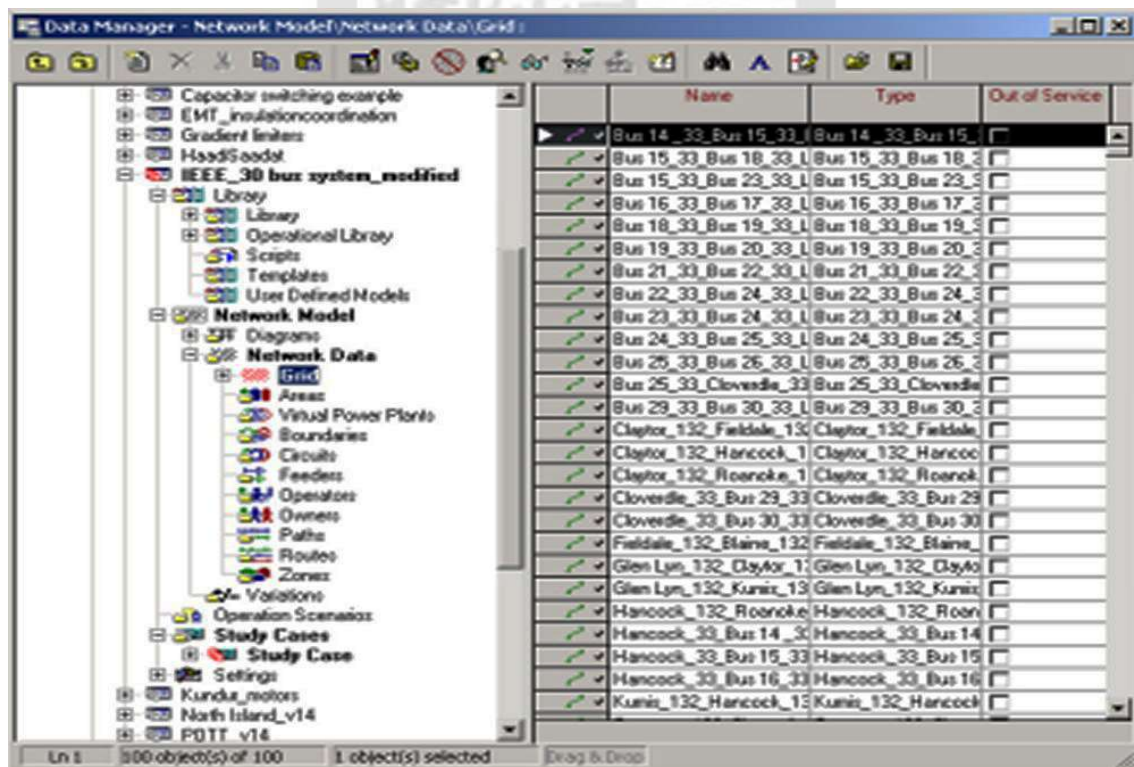 Data Manager - Network Model\Network Data\Grid :
Capacitor switching example
EMT_insulationcoordination
Gradient limiters
HaadiSaadat
IEEE_30 bus system_modified
Library
Library
Operational Library
Scripts
Templates
User Defined Models
Network Model
Diagrams
Network Data
Grid
Areas
Virtual Power Plants
Boundaries
Circuits
Feeders
Operators
Owners
Paths
Routes
Zones
Variations
Operation Scenarios
Study Cases
Study Case
Settings
Kundur_motors
North Island_v14
POTT_v14
Name Type Out of Service
Bus 14 _33_Bus 15_33_( Bus 14 _33_Bus 15_
Bus 15_33_Bus 18_33_L Bus 15_33_Bus 18_3
Bus 15_33_Bus 23_33_L Bus 15_33_Bus 23_3
Bus 16_33_Bus 17_33_L Bus 16_33_Bus 17_3
Bus 18_33_Bus 19_33_L Bus 18_33_Bus 19_3
Bus 19_33_Bus 20_33_L Bus 19_33_Bus 20_3
Bus 21_33_Bus 22_33_L Bus 21_33_Bus 22_3
Bus 22_33_Bus 24_33_L Bus 22_33_Bus 24_3
Bus 23_33_Bus 24_33_L Bus 23_33_Bus 24_3
Bus 24_33_Bus 25_33_L Bus 24_33_Bus 25_3
Bus 25_33_Bus 26_33_L Bus 25_33_Bus 26_3
Bus 25_33_Cloverdle_33 Bus 25_33_Cloverdle
Bus 29_33_Bus 30_33_L Bus 29_33_Bus 30_3
Claytor_132_Fieldale_132 Claytor_132_Fieldale_
Claytor_132_Hancock_1 Claytor_132_Hancoc
Claytor_132_Roanoke_1 Claytor_132_Roanok
Cloverdle_33_Bus 29_33 Cloverdle_33_Bus 29
Cloverdle_33_Bus 30_33 Cloverdle_33_Bus 30
Fieldale_132_Blaine_132 Fieldale_132_Blaine_
Glen Lyn_132_Claytor_1 Glen Lyn_132_Clayto
Glen Lyn_132_Kumis_13 Glen Lyn_132_Kumis
Hancock_132_Roanoke Hancock_132_Roan
Hancock_33_Bus 14 _3 Hancock_33_Bus 14
Hancock_33_Bus 15_33 Hancock_33_Bus 15
Hancock_33_Bus 16_33 Hancock_33_Bus 16
Kumis_132_Hancock_13 Kumis_132_Hancock
Ln 1 100 object(s) of 100 1 object(s) selected Drag & Drop